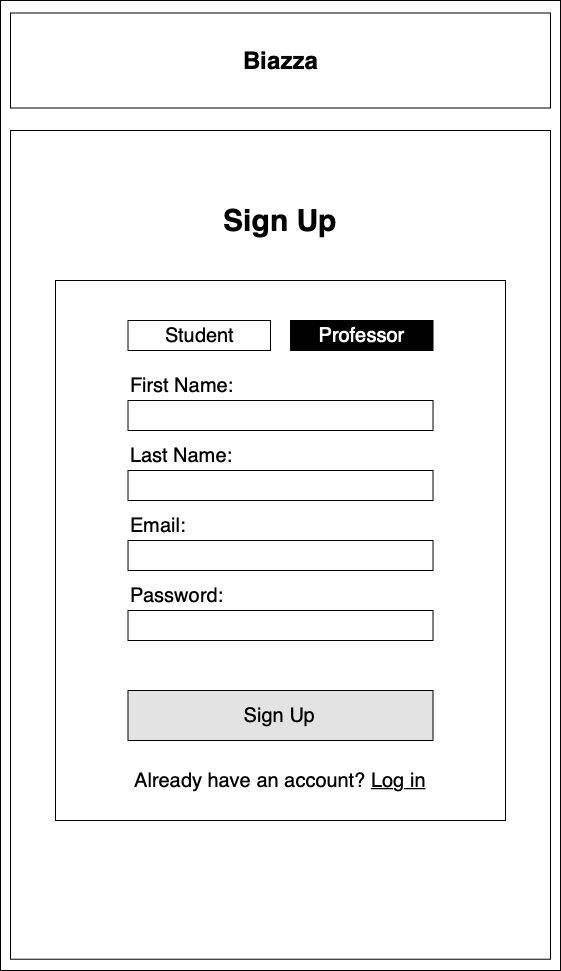 Biazza
Sign Up
Student Professor
First Name:
Last Name:
Email:
Password:
Sign Up
Already have an account? Log in